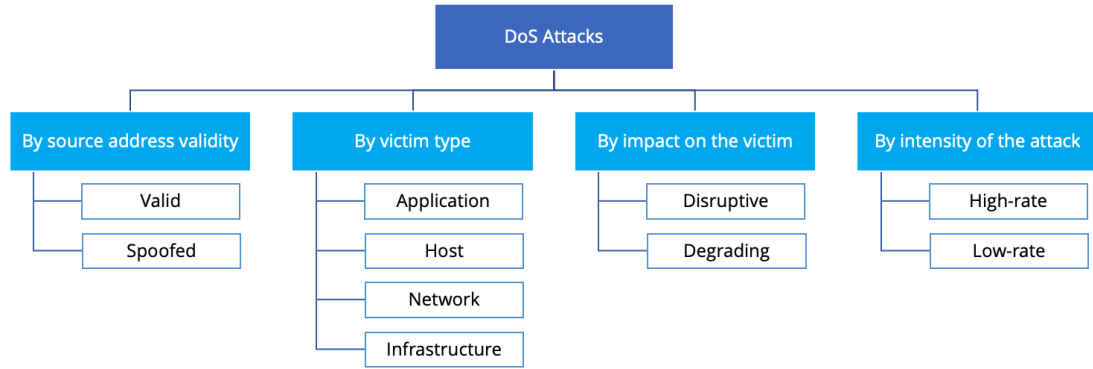 DoS Attacks
By source address validity
Valid
Spoofed
By victim type
Application
Host
Network
Infrastructure
By impact on the victim
Disruptive
Degrading
By intensity of the attack
High-rate
Low-rate